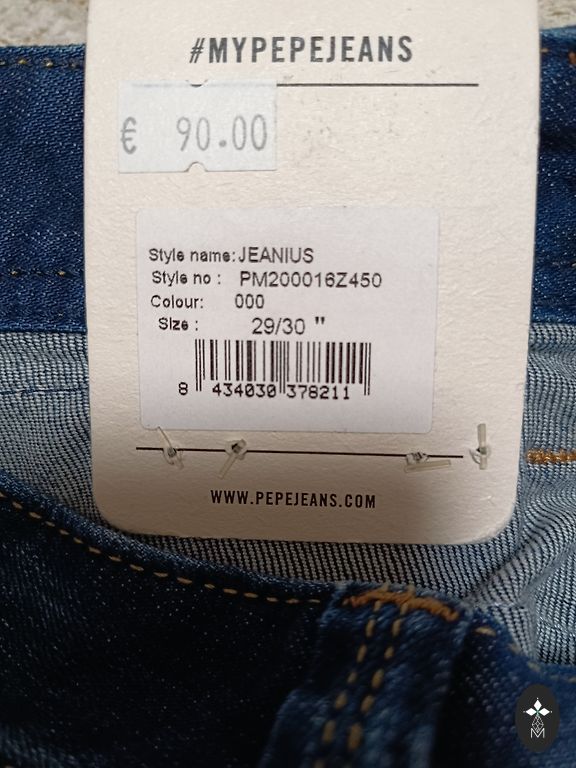 #MYPEPEJEANS
€ 90.00
Style name: JEANIUS
Style no : PM200016Z450
Colour: 000
Size : 29/30 "
8 434030 378211
WWW.PEPEJEANS.COM
M